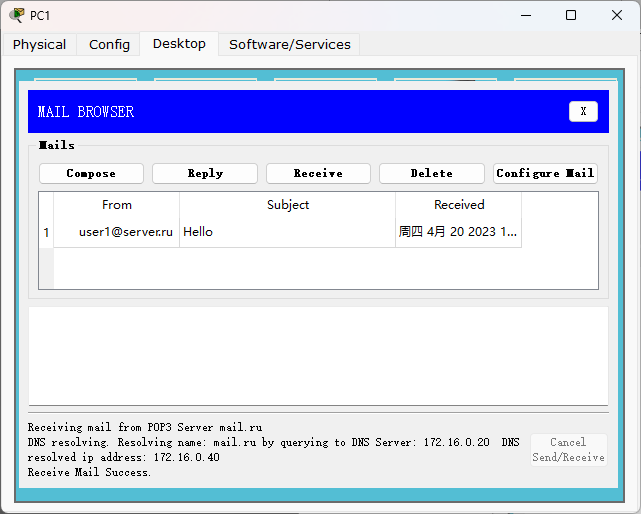 PC1
Physical Config Desktop Software/Services
MAIL BROWSER X
Mails
Compose Reply Receive Delete Configure Mail
From Subject Received
1 user1@server.ru Hello 周四 4月 20 2023 1...
Receiving mail from POP3 Server mail.ru
DNS resolving. Resolving name: mail.ru by querying to DNS Server: 172.16.0.20 DNS
resolved ip address: 172.16.0.40
Receive Mail Success.
Cancel
Send/Receive